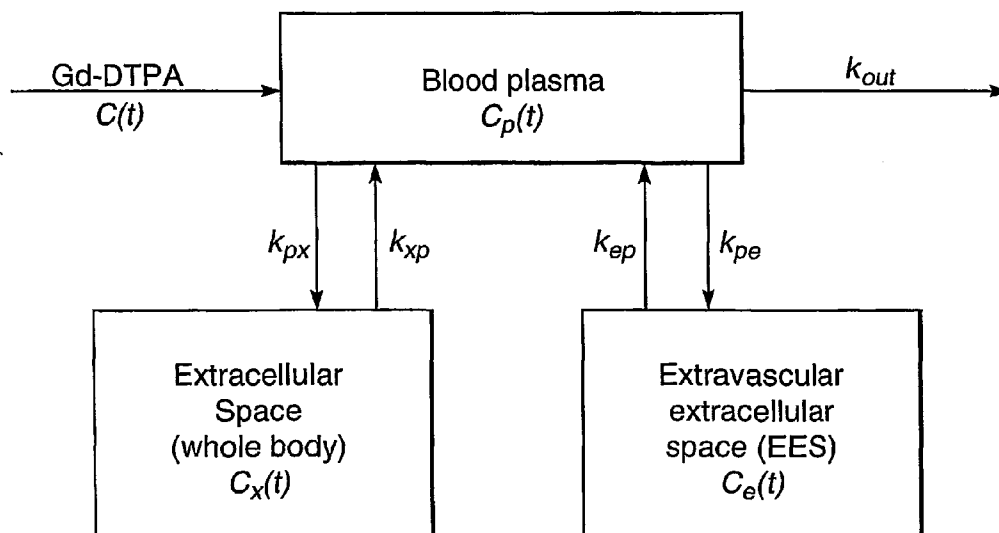 Gd-DTPA
C(t)
Blood plasma
Cp(t)
kout
kpx
kxp
kep
kpe
Extracellular
Space
(whole body)
Cx(t)
Extravascular
extracellular
space (EES)
Ce(t)